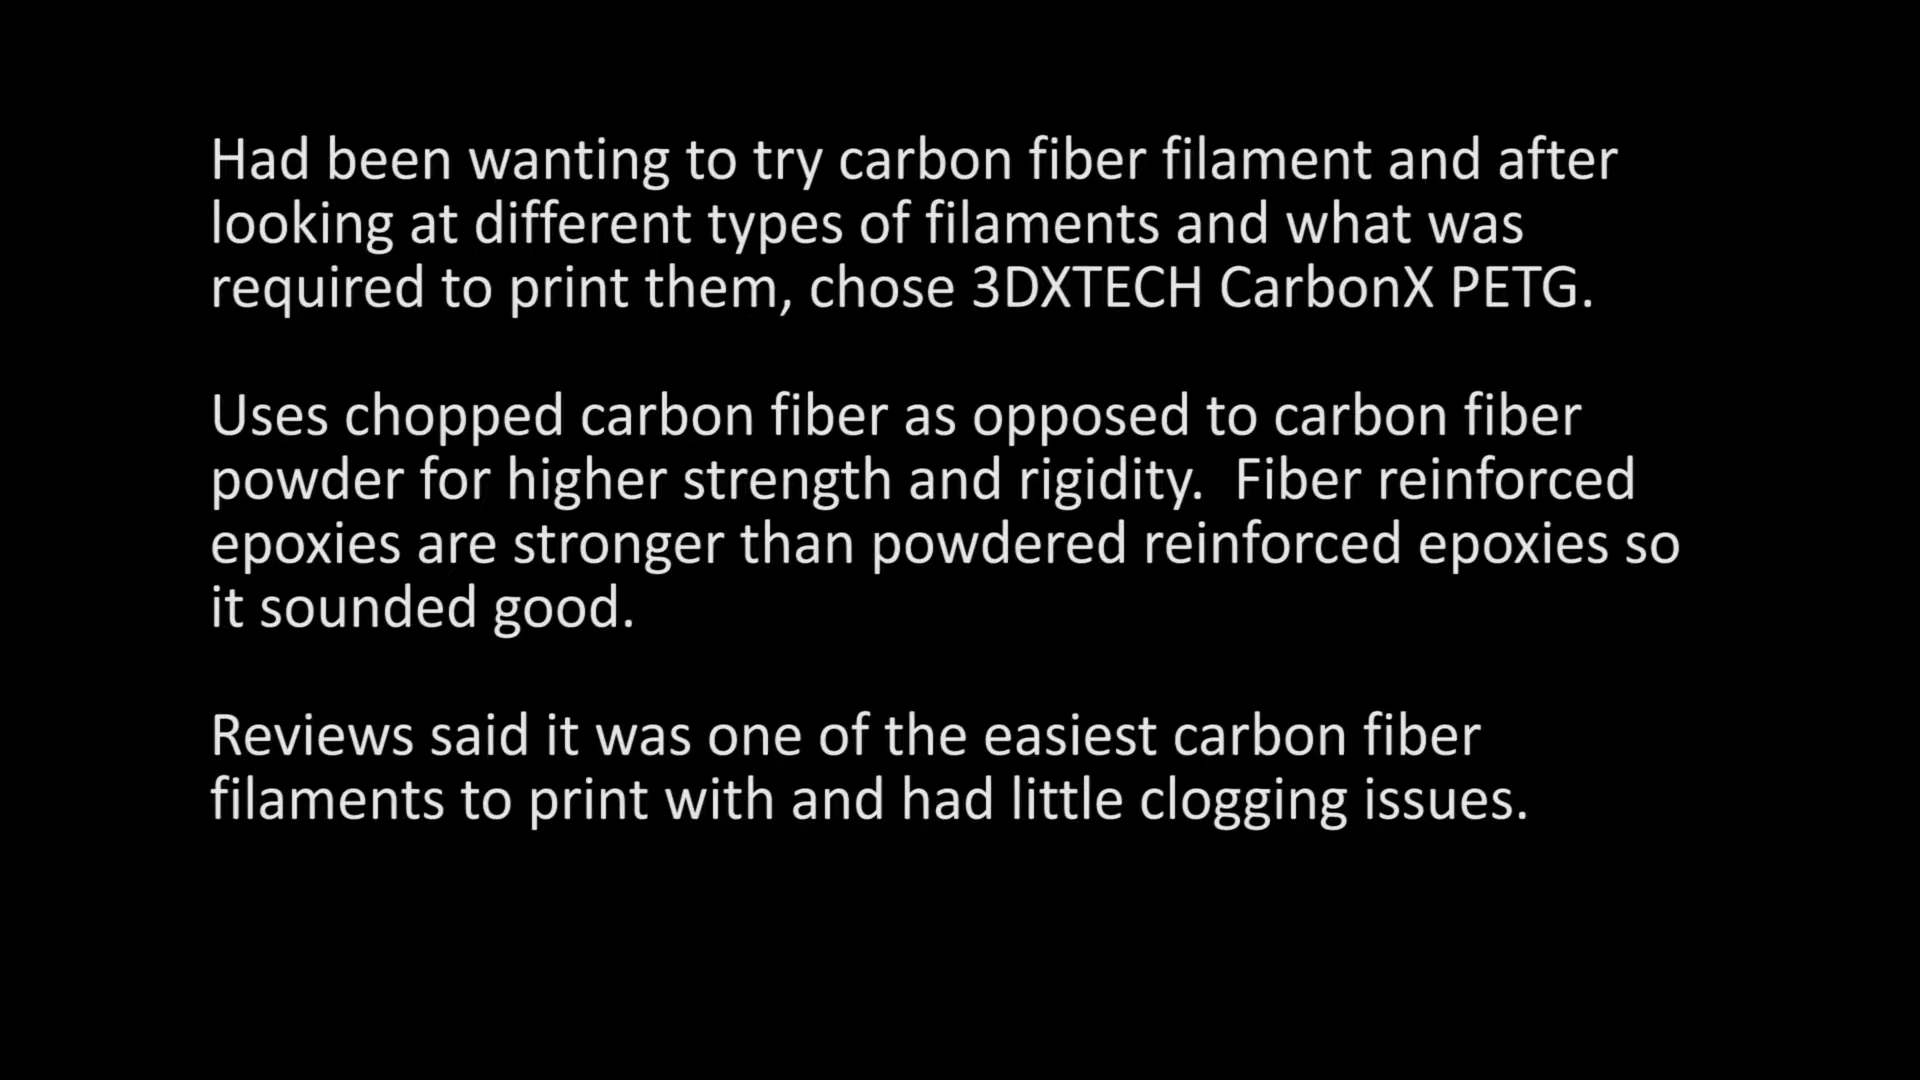 Had been wanting to try carbon fiber filament and after
looking at different types of filaments and what was
required to print them, chose 3DXTECH CarbonX PETG.
Uses chopped carbon fiber as opposed to carbon fiber
powder for higher strength and rigidity.  Fiber reinforced
epoxies are stronger than powdered reinforced epoxies so
it sounded good.
Reviews said it was one of the easiest carbon fiber
filaments to print with and had little clogging issues.